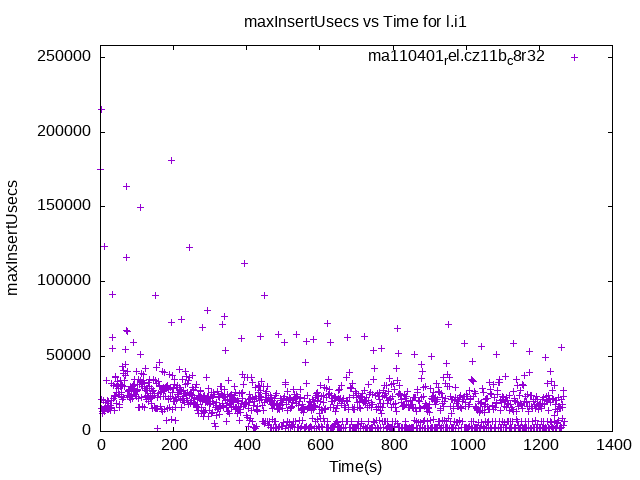 maxInsertUsecs vs Time for l.i1
ma110401rel.cz11bc8r32
250000
200000
150000
100000
50000
0
maxInsertUsecs
0 200 400 600 800 1000 1200 1400
Time(s)